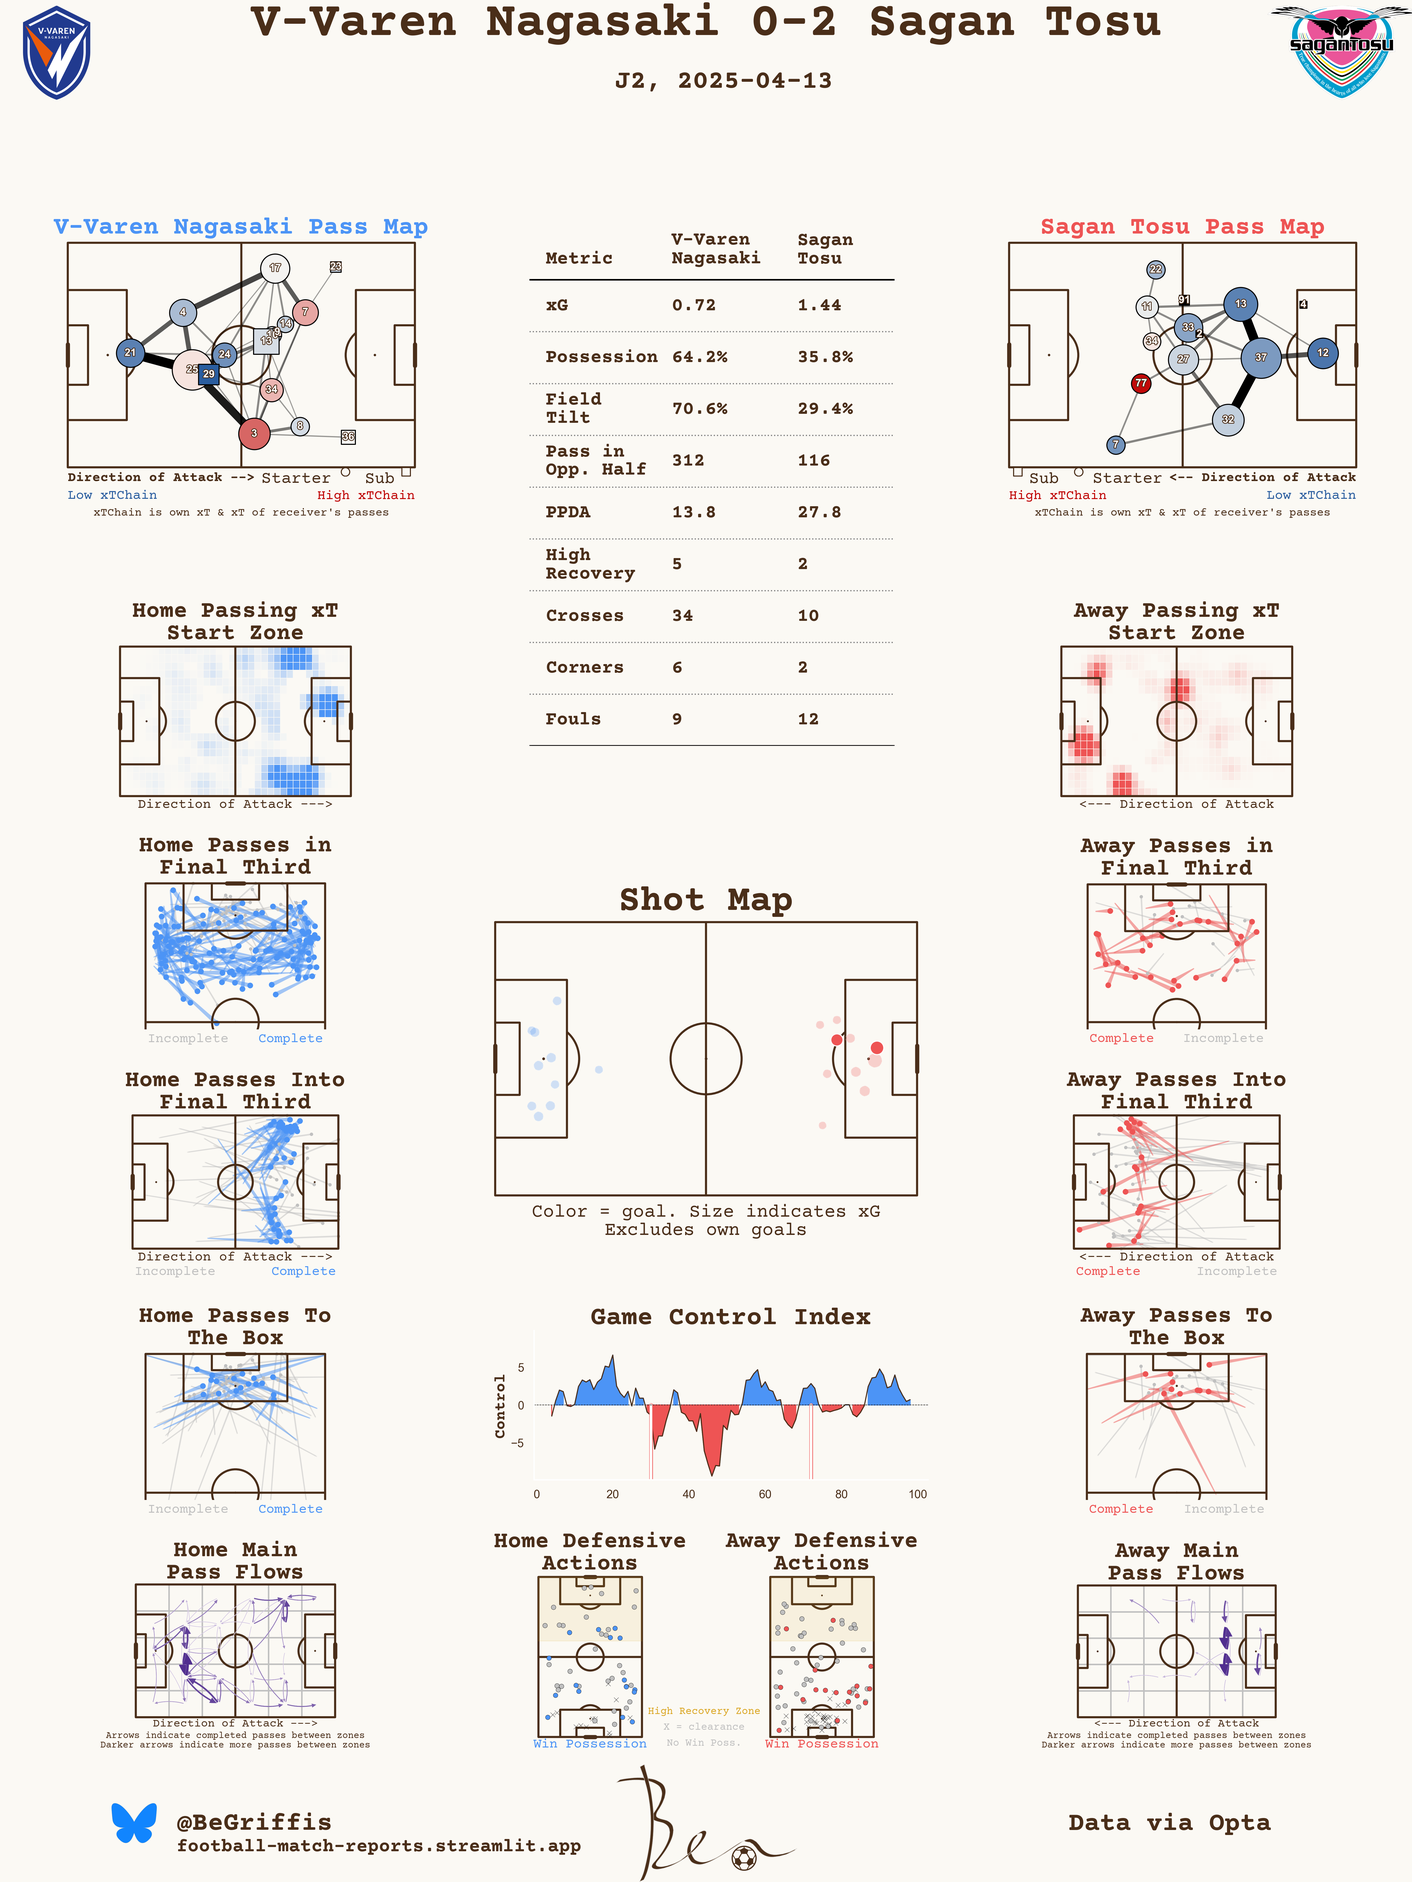 V-Varen Nagasaki 0-2 Sagan Tosu
J2, 2025-04-13
V-VAREN
NAGASAKI
saganTosu
V-Varen Nagasaki Pass Map
17
23
4
7
14
13
21
24
25
29
34
3
8
36
Direction of Attack --> Starter Sub
Low xTChain High xTChain
xTChain is own xT & xT of receiver's passes
Metric V-Varen Nagasaki Sagan Tosu
xG 0.72 1.44
Possession 64.2% 35.8%
Field Tilt 70.6% 29.4%
Pass in Opp. Half 312 116
PPDA 13.8 27.8
High Recovery 5 2
Crosses 34 10
Corners 6 2
Fouls 9 12
Sagan Tosu Pass Map
22
91
11
13
4
33
2
34
27
37
12
77
32
7
Sub Starter <-- Direction of Attack
High xTChain Low xTChain
xTChain is own xT & xT of receiver's passes
Home Passing xT
Start Zone
Direction of Attack --->
Away Passing xT
Start Zone
<--- Direction of Attack
Home Passes in
Final Third
Incomplete Complete
Away Passes in
Final Third
Complete Incomplete
Shot Map
Color = goal. Size indicates xG
Excludes own goals
Home Passes Into
Final Third
Direction of Attack --->
Incomplete Complete
Away Passes Into
Final Third
<--- Direction of Attack
Complete Incomplete
Home Passes To
The Box
Incomplete Complete
Game Control Index
Control
5
0
−5
0 20 40 60 80 100
Away Passes To
The Box
Complete Incomplete
Home Main
Pass Flows
Direction of Attack --->
Arrows indicate completed passes between zones
Darker arrows indicate more passes between zones
Home Defensive
Actions
Win Possession
High Recovery Zone
X = clearance
No Win Poss.
Away Defensive
Actions
Win Possession
Away Main
Pass Flows
<--- Direction of Attack
Arrows indicate completed passes between zones
Darker arrows indicate more passes between zones
@BeGriffis
football-match-reports.streamlit.app
Ben
Data via Opta